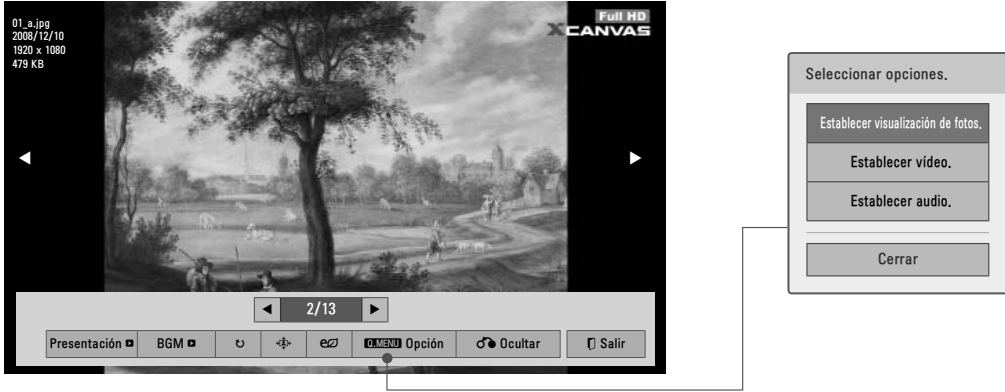 01_a.jpg
2008/12/10
1920 x 1080
479 KB
Full HD
XCANVAS
2/13
Presentación
BGM
Q.MENU Opción
Ocultar
Salir
Seleccionar opciones.
Establecer visualización de fotos.
Establecer vídeo.
Establecer audio.
Cerrar